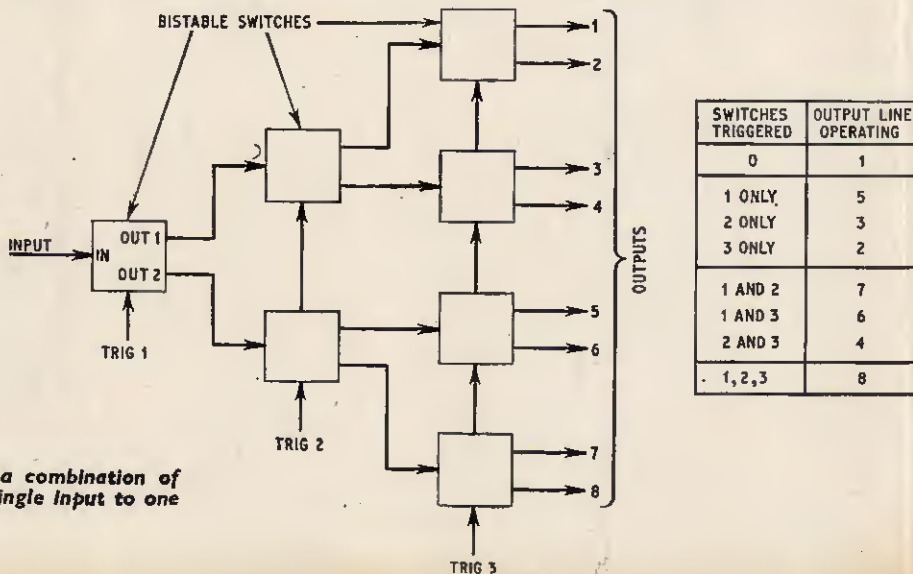 BISTABLE SWITCHES
1
2
3
4
INPUT
IN
OUT 1
OUT 2
5
6
7
8
OUTPUTS
TRIG 1
TRIG 2
TRIG 3
SWITCHES TRIGGERED
OUTPUT LINE OPERATING
0 1
1 ONLY 5
2 ONLY 3
3 ONLY 2
1 AND 2 7
1 AND 3 6
2 AND 3 4
1,2,3 8
a combination of
ingle input to one